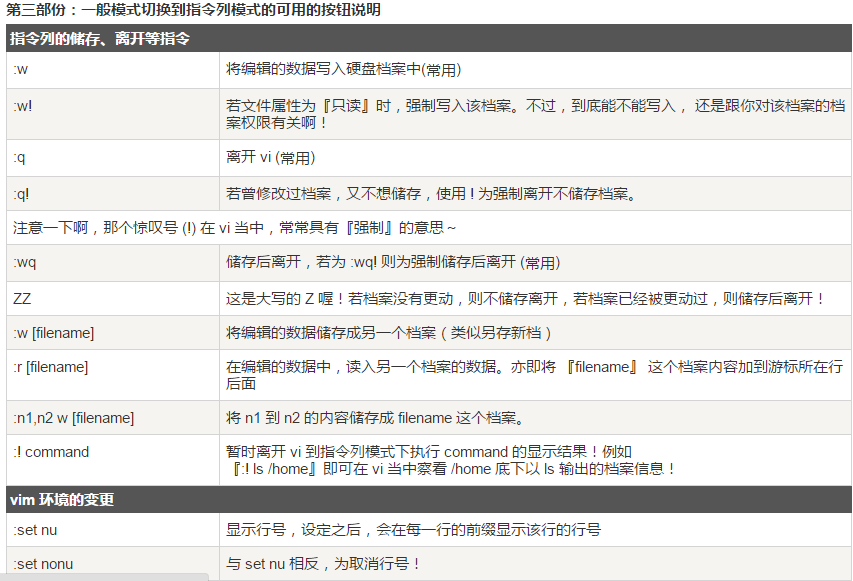 第三部份：一般模式切换到指令列模式的可用的按钮说明
指令列的储存、离开等指令
:w 将编辑的数据写入硬盘档案中(常用)
:w! 若文件属性为『只读』时，强制写入该档案。不过，到底能不能写入， 还是跟你对该档案的档
案权限有关啊！
:q 离开 vi (常用)
:q! 若曾修改过档案，又不想储存，使用 ! 为强制离开不储存档案。
注意一下啊，那个惊叹号 (!) 在 vi 当中，常常具有『强制』的意思～
:wq 储存后离开，若为 :wq! 则为强制储存后离开 (常用)
ZZ 这是大写的 Z 喔！若档案没有更动，则不储存离开，若档案已经被更动过，则储存后离开！
:w [filename] 将编辑的数据储存成另一个档案（类似另存新档）
:r [filename] 在编辑的数据中，读入另一个档案的数据。亦即将 『filename』 这个档案内容加到游标所在行
后面
:n1,n2 w [filename] 将 n1 到 n2 的内容储存成 filename 这个档案。
:! command 暂时离开 vi 到指令列模式下执行 command 的显示结果！例如
『:! ls /home』即可在 vi 当中察看 /home 底下以 ls 输出的档案信息！
vim 环境的变更
:set nu 显示行号，设定之后，会在每一行的前缀显示该行的行号
:set nonu 与 set nu 相反，为取消行号！